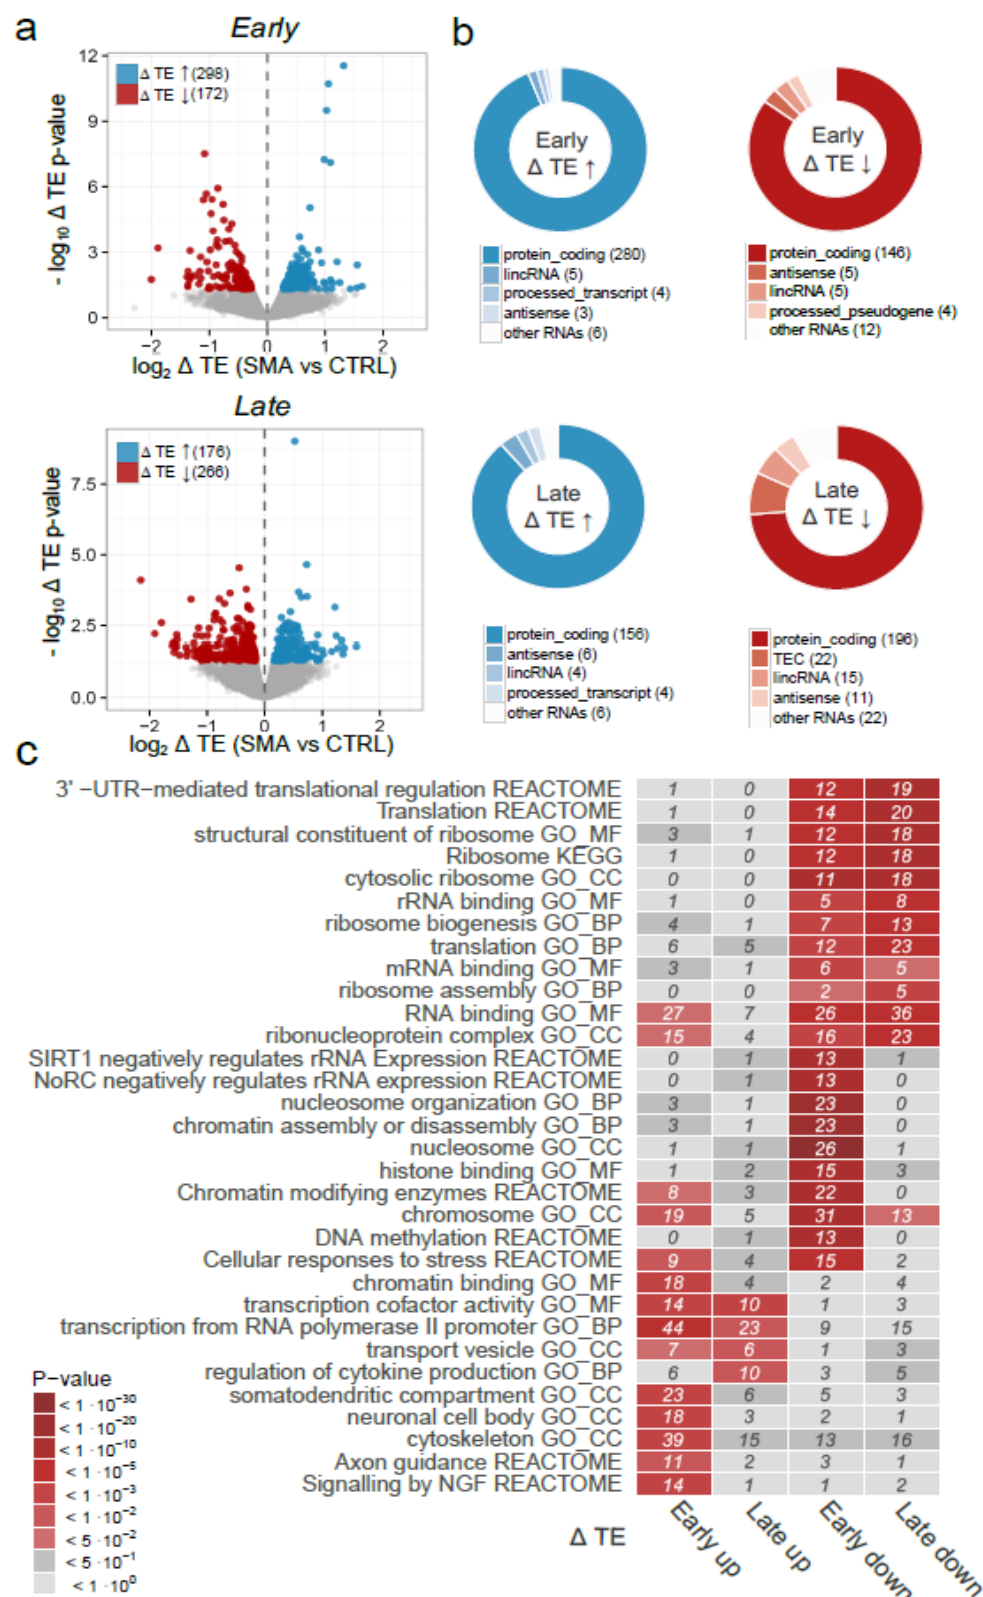 a
Early
Δ TE ↑(298)
Δ TE ↓(172)
12
9
6
3
0
- log10 Δ TE p-value
−2 −1 0 1 2
log2 Δ TE (SMA vs CTRL)
Late
Δ TE ↑(176)
Δ TE ↓(266)
7.5
5.0
2.5
0.0
- log10 Δ TE p-value
−2 −1 0 1 2
log2 Δ TE (SMA vs CTRL)
b
Early
Δ TE ↑
protein_coding (280)
lincRNA (5)
processed_transcript (4)
antisense (3)
other RNAs (6)
Early
Δ TE ↓
protein_coding (146)
antisense (5)
lincRNA (5)
processed_pseudogene (4)
other RNAs (12)
Late
Δ TE ↑
protein_coding (156)
antisense (6)
lincRNA (4)
processed_transcript (4)
other RNAs (6)
Late
Δ TE ↓
protein_coding (196)
TEC (22)
lincRNA (15)
antisense (11)
other RNAs (22)
c
3' −UTR−mediated translational regulation REACTOME 1 0 12 19
Translation REACTOME 1 0 14 20
structural constituent of ribosome GO_MF 3 1 12 18
Ribosome KEGG 1 0 12 18
cytosolic ribosome GO_CC 0 0 11 18
rRNA binding GO_MF 1 0 5 8
ribosome biogenesis GO_BP 4 1 7 13
translation GO_BP 6 5 12 23
mRNA binding GO_MF 3 1 6 5
ribosome assembly GO_BP 0 0 2 5
RNA binding GO_MF 27 7 26 36
ribonucleoprotein complex GO_CC 15 4 16 23
SIRT1 negatively regulates rRNA Expression REACTOME 0 1 13 1
NoRC negatively regulates rRNA expression REACTOME 0 1 13 0
nucleosome organization GO_BP 3 1 23 0
chromatin assembly or disassembly GO_BP 3 1 23 0
nucleosome GO_CC 1 1 26 1
histone binding GO_MF 1 2 15 3
Chromatin modifying enzymes REACTOME 8 3 22 0
chromosome GO_CC 19 5 31 13
DNA methylation REACTOME 0 1 13 0
Cellular responses to stress REACTOME 9 4 15 2
chromatin binding GO_MF 18 4 2 4
transcription cofactor activity GO_MF 14 10 1 3
transcription from RNA polymerase II promoter GO_BP 44 23 9 15
transport vesicle GO_CC 7 6 1 3
regulation of cytokine production GO_BP 6 10 3 5
somatodendritic compartment GO_CC 23 6 5 3
neuronal cell body GO_CC 18 3 2 1
cytoskeleton GO_CC 39 15 13 16
Axon guidance REACTOME 11 2 3 1
Signalling by NGF REACTOME 14 1 1 2
Δ TE
Early up
Late up
Early down
Late down
P−value
< 1 · 10−30
< 1 · 10−20
< 1 · 10−10
< 1 · 10−5
< 1 · 10−3
< 1 · 10−2
< 5 · 10−2
< 5 · 10−1
< 1 · 100